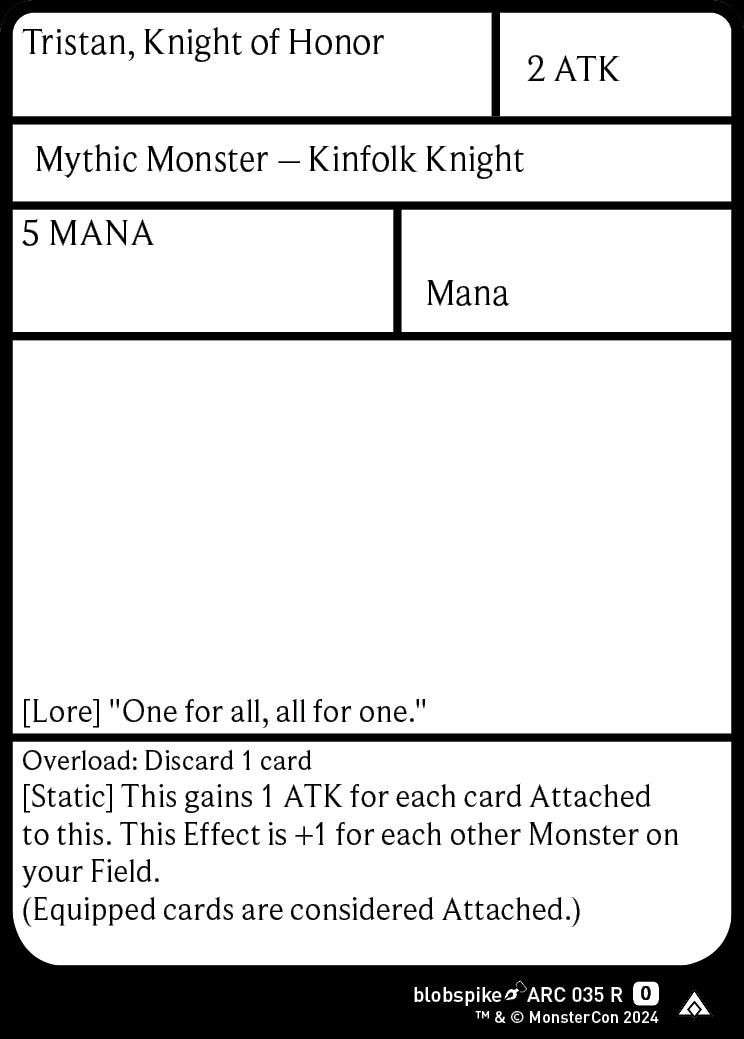 Tristan, Knight of Honor
2 ATK
Mythic Monster – Kinfolk Knight
5 MANA
Mana
[Lore] "One for all, all for one."
Overload: Discard 1 card
[Static] This gains 1 ATK for each card Attached
to this. This Effect is +1 for each other Monster on
your Field.
(Equipped cards are considered Attached.)
blobspike ARC 035 R 0
™ & © MonsterCon 2024